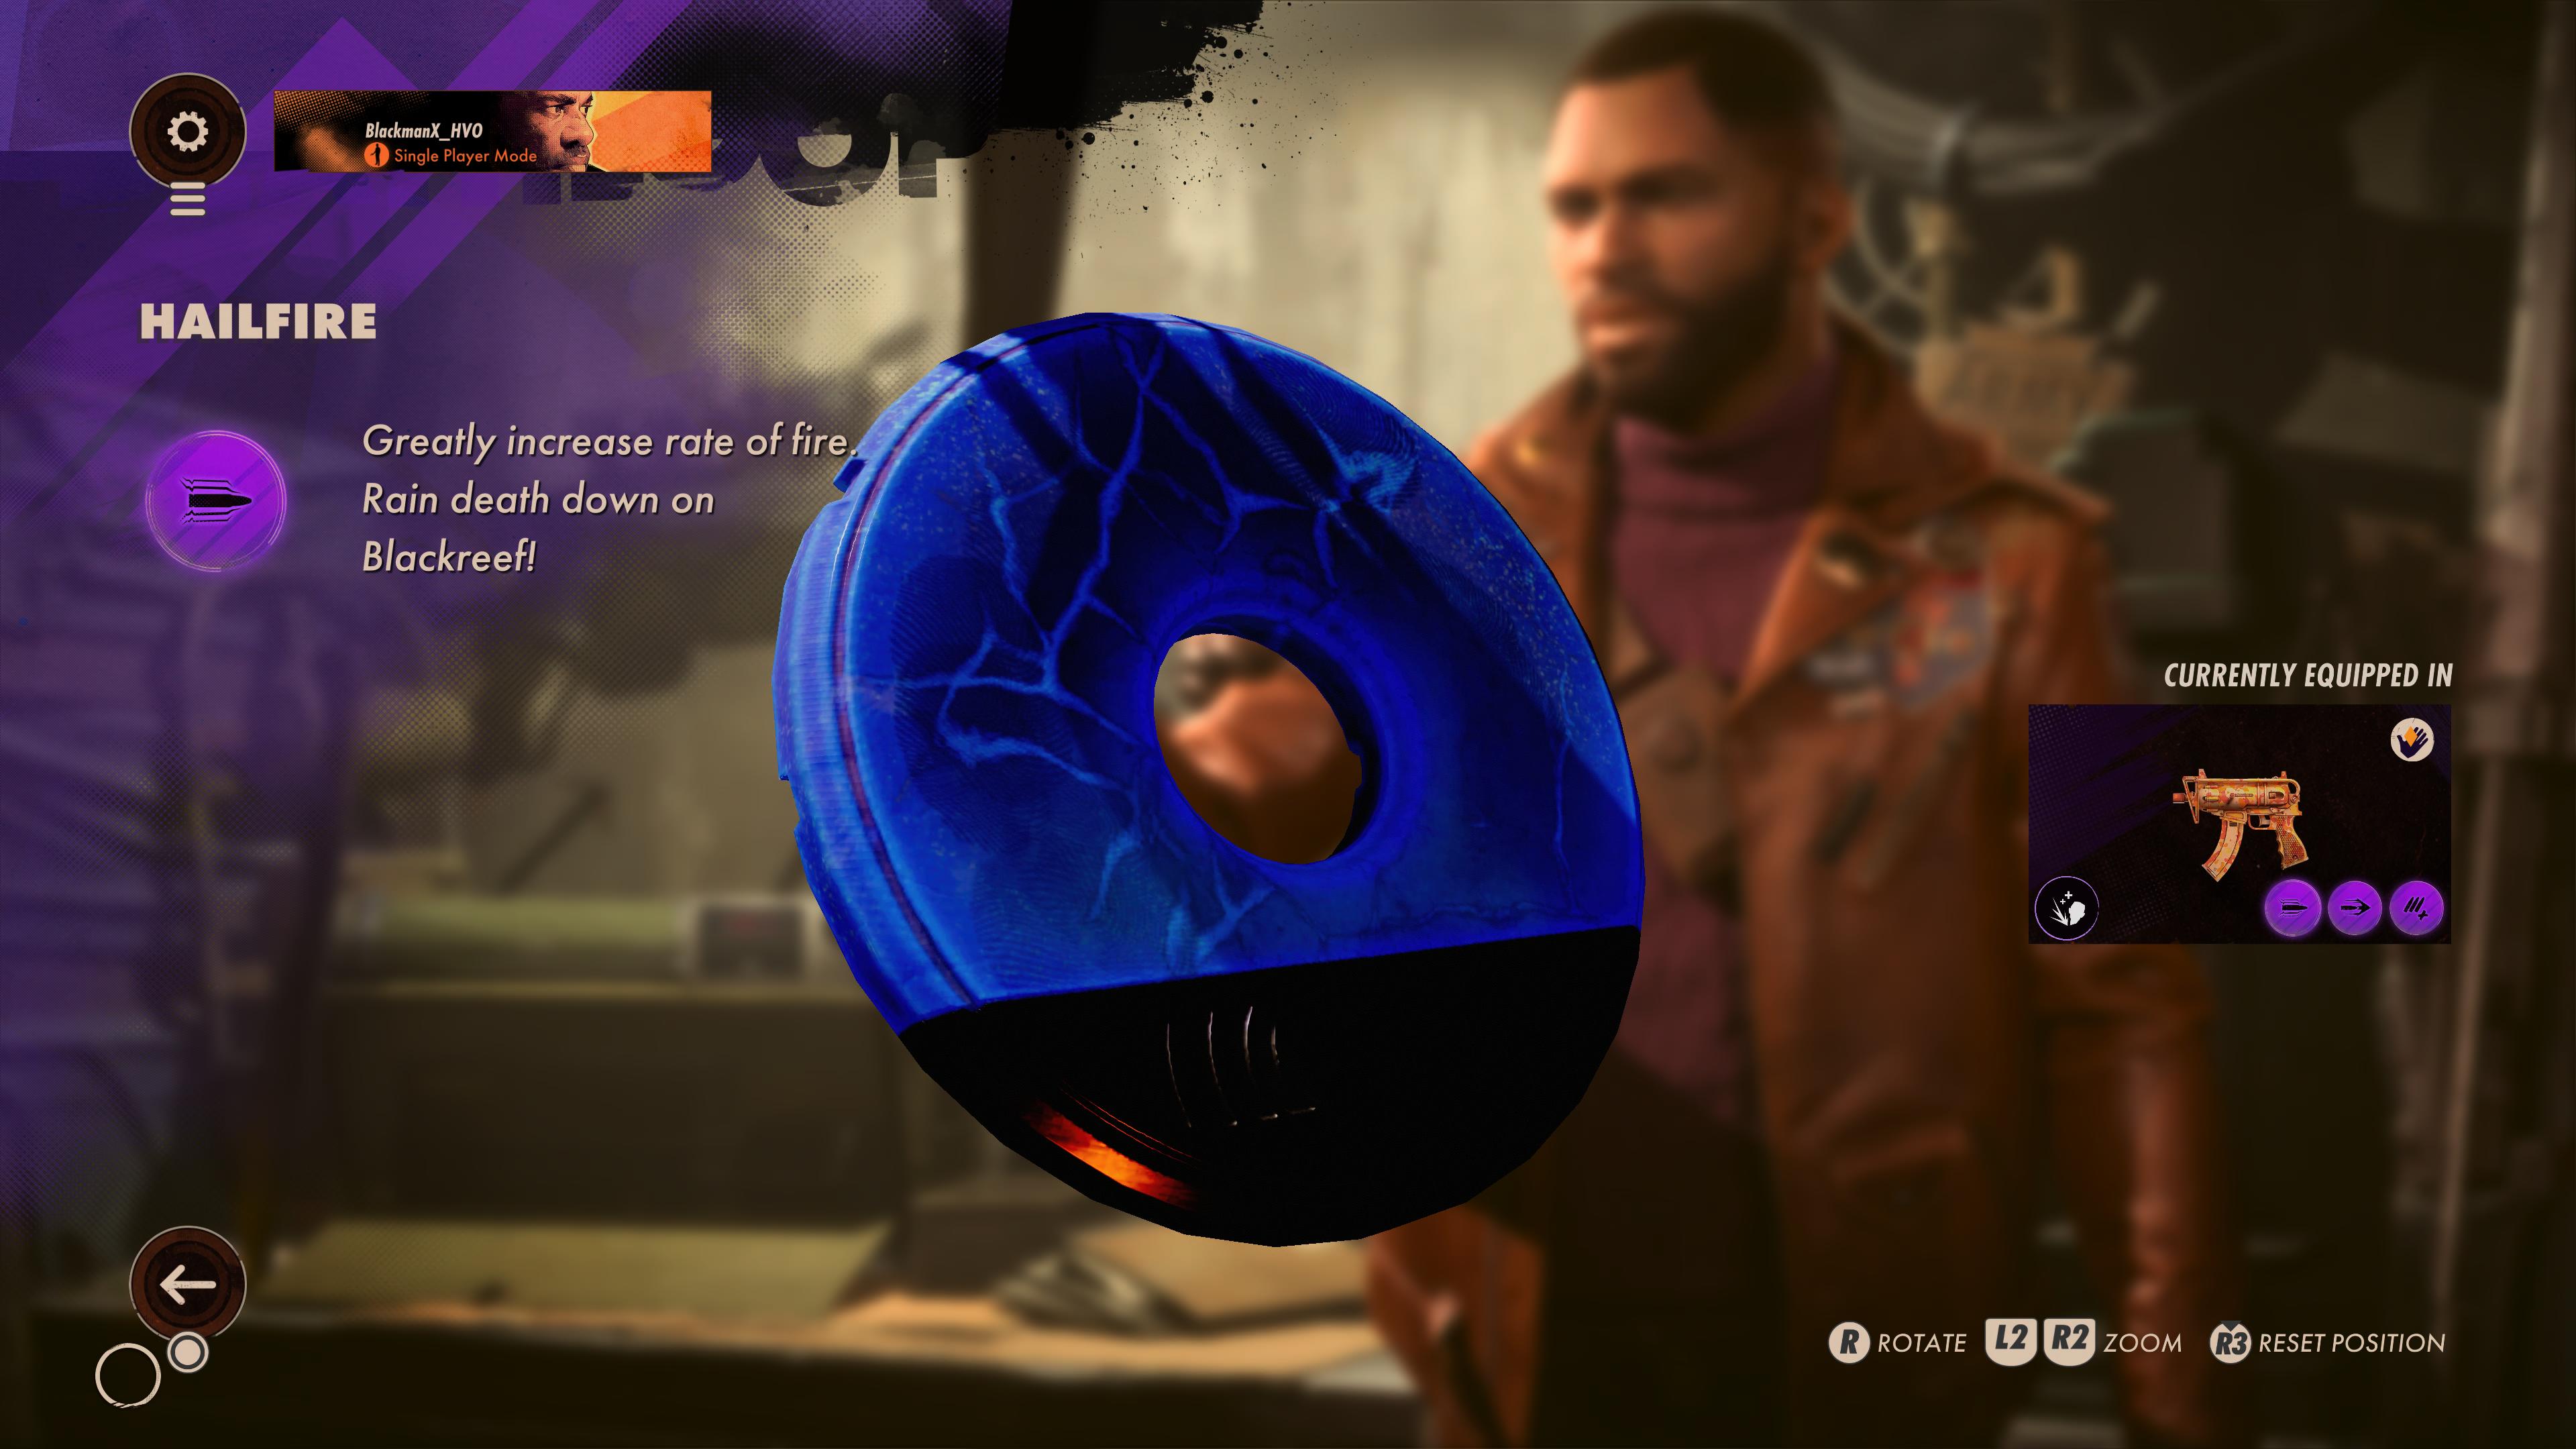 BlackmanX_HVO
Single Player Mode
HAILFIRE
Greatly increase rate of fire.
Rain death down on
Blackreef!
CURRENTLY EQUIPPED IN
R ROTATE L2 R2 ZOOM R3 RESET POSITION